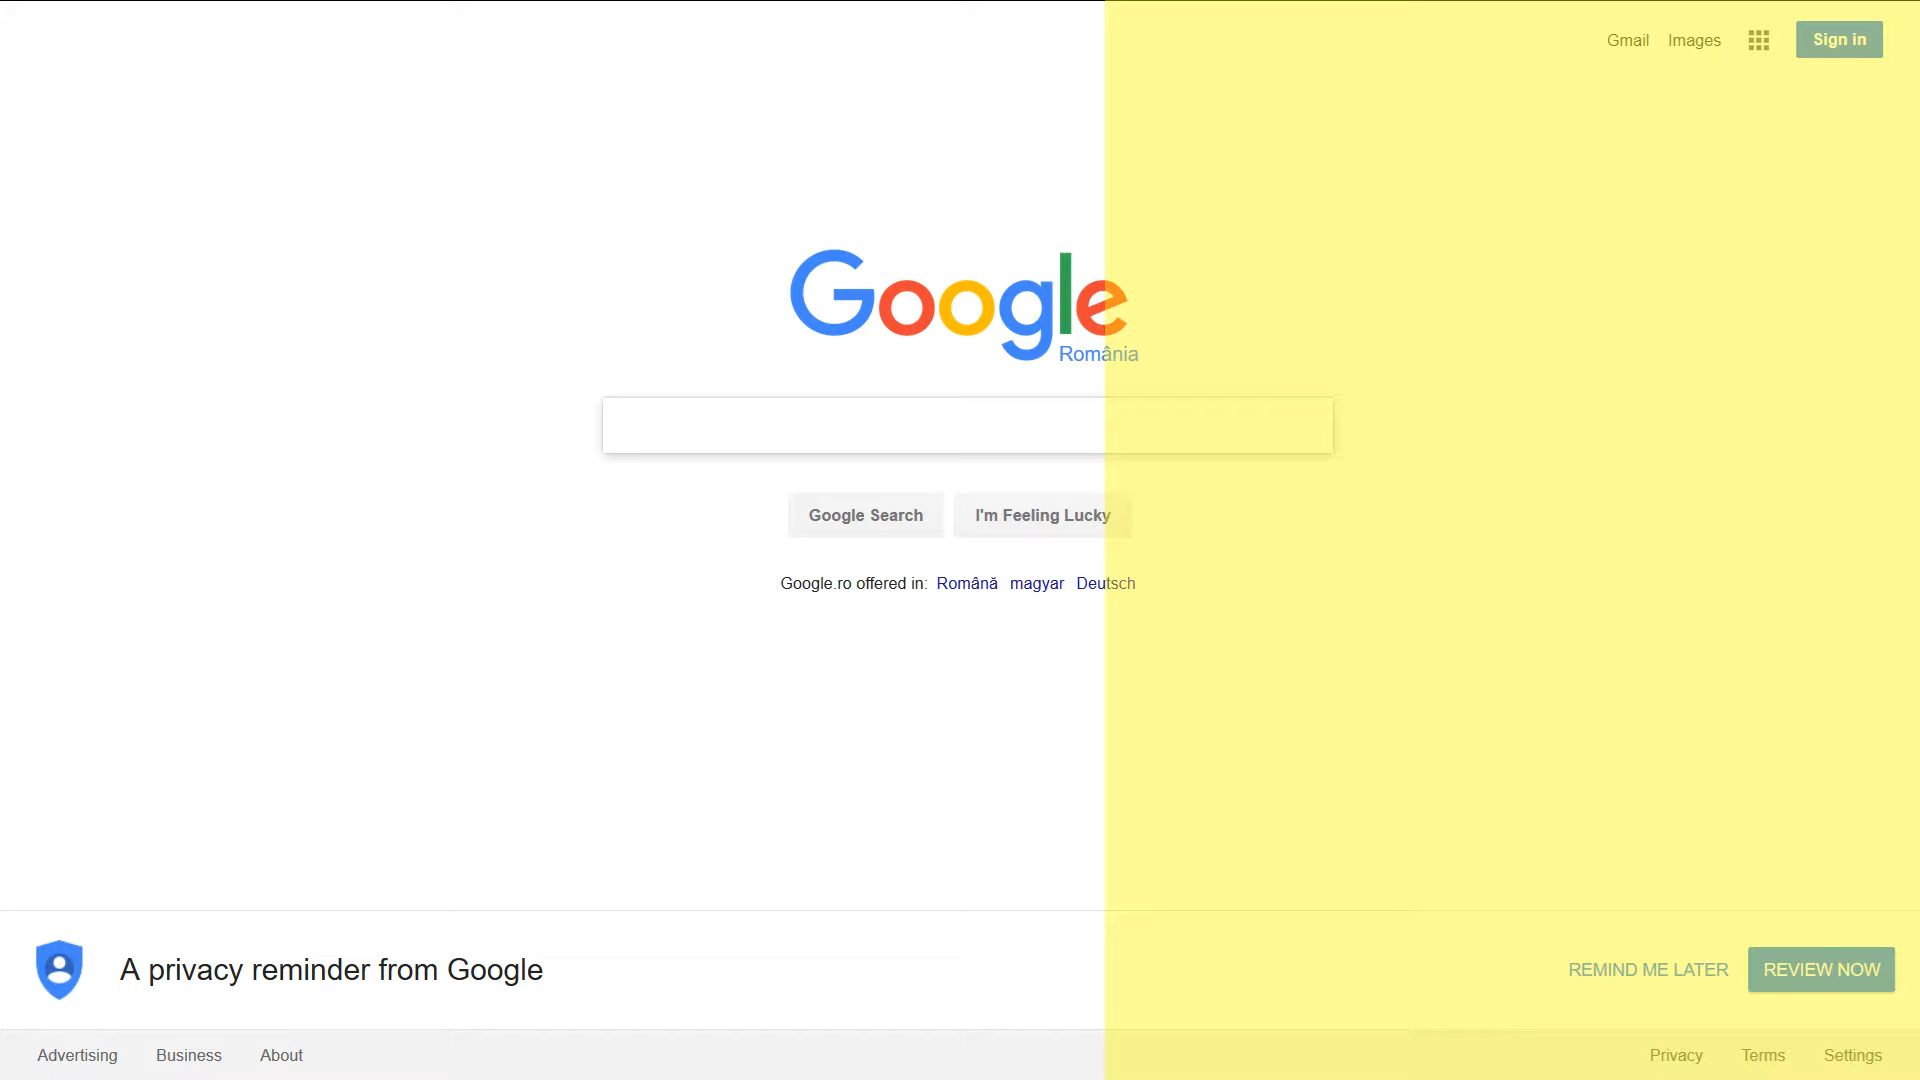 Gmail Images Sign in
Google
România
Google Search I'm Feeling Lucky
Google.ro offered in: Română magyar Deutsch
A privacy reminder from Google REMIND ME LATER REVIEW NOW
Advertising Business About Privacy Terms Settings